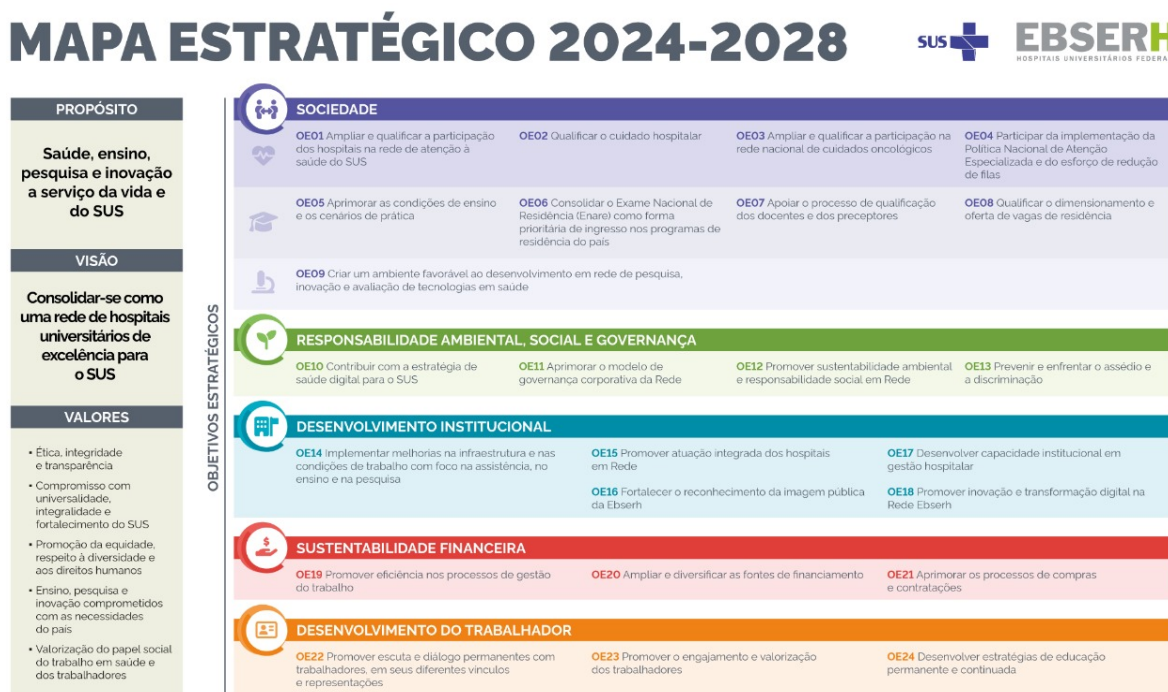 MAPA ESTRATÉGICO 2024-2028
SUS
EBSERH
HOSPITAIS UNIVERSITÁRIOS FEDERA
PROPÓSITO
Saúde, ensino,
pesquisa e inovação
a serviço da vida e
do SUS
VISÃO
Consolidar-se como
uma rede de hospitais
universitários de
excelência para
o SUS
VALORES
• Ética, integridade
e transparência
• Compromisso com
universalidade,
integralidade e
fortalecimento do SUS
• Promoção da equidade,
respeito à diversidade e
aos direitos humanos
• Ensino, pesquisa e
inovação comprometidos
com as necessidades
do país
• Valorização do papel social
do trabalho em saúde e
dos trabalhadores
OBJETIVOS ESTRATÉGICOS
SOCIEDADE
OE01 Ampliar e qualificar a participação
dos hospitais na rede de atenção à
saúde do SUS
OE02 Qualificar o cuidado hospitalar
OE03 Ampliar e qualificar a participação na
rede nacional de cuidados oncológicos
OE04 Participar da implementação da
Política Nacional de Atenção
Especializada e do esforço de redução
de filas
OE05 Aprimorar as condições de ensino
e os cenários de prática
OE06 Consolidar o Exame Nacional de
Residência (Enare) como forma
prioritária de ingresso nos programas de
residência do país
OE07 Apoiar o processo de qualificação
dos docentes e dos preceptores
OE08 Qualificar o dimensionamento e
oferta de vagas de residência
OE09 Criar um ambiente favorável ao desenvolvimento em rede de pesquisa,
inovação e avaliação de tecnologias em saúde
RESPONSABILIDADE AMBIENTAL, SOCIAL E GOVERNANÇA
OE10 Contribuir com a estratégia de
saúde digital para o SUS
OE11 Aprimorar o modelo de
governança corporativa da Rede
OE12 Promover sustentabilidade ambiental
e responsabilidade social em Rede
OE13 Prevenir e enfrentar o assédio e
a discriminação
DESENVOLVIMENTO INSTITUCIONAL
OE14 Implementar melhorias na infraestrutura e nas
condições de trabalho com foco na assistência, no
ensino e na pesquisa
OE15 Promover atuação integrada dos hospitais
em Rede
OE16 Fortalecer o reconhecimento da imagem pública
da Ebserh
OE17 Desenvolver capacidade institucional em
gestão hospitalar
OE18 Promover inovação e transformação digital na
Rede Ebserh
SUSTENTABILIDADE FINANCEIRA
OE19 Promover eficiência nos processos de gestão
do trabalho
OE20 Ampliar e diversificar as fontes de financiamento
OE21 Aprimorar os processos de compras
e contratações
DESENVOLVIMENTO DO TRABALHADOR
OE22 Promover escuta e diálogo permanentes com
trabalhadores, em seus diferentes vínculos
e representações
OE23 Promover o engajamento e valorização
dos trabalhadores
OE24 Desenvolver estratégias de educação
permanente e continuada